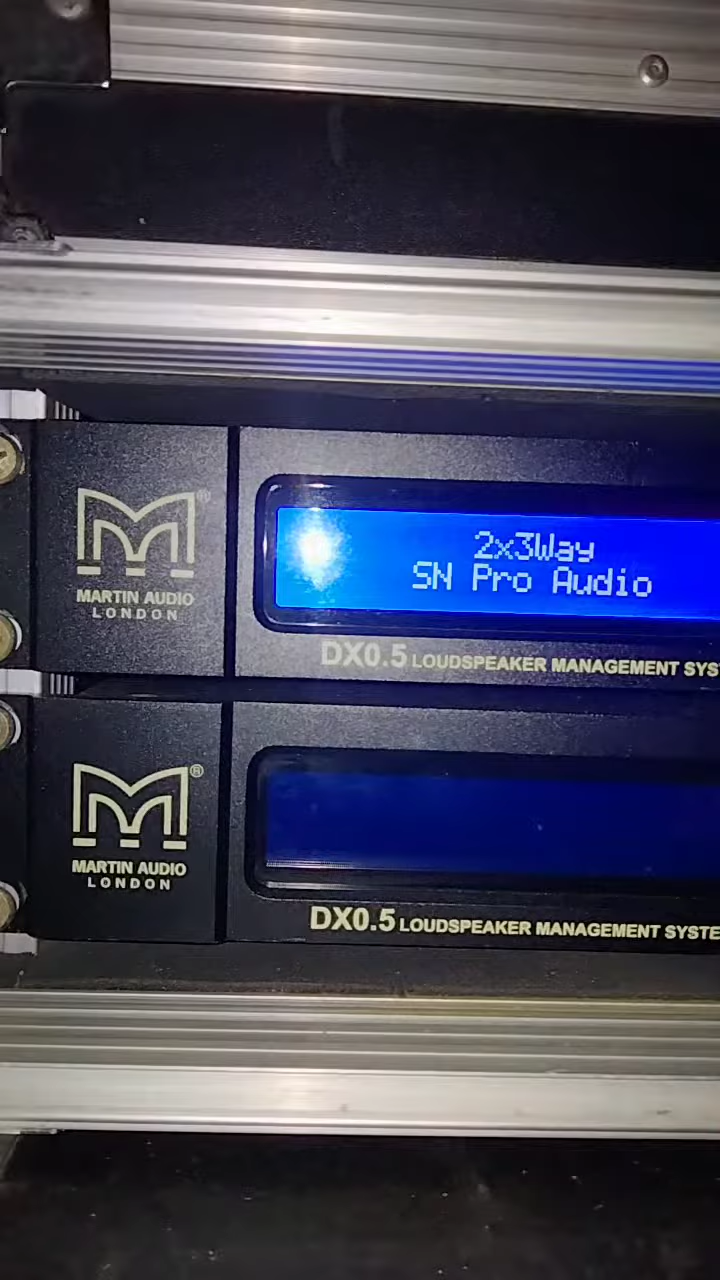 2x3Way
SN Pro Audio
MARTIN AUDIO
LONDON
DX0.5 LOUDSPEAKER MANAGEMENT SYS
MARTIN AUDIO
LONDON
DX0.5 LOUDSPEAKER MANAGEMENT SYSTE